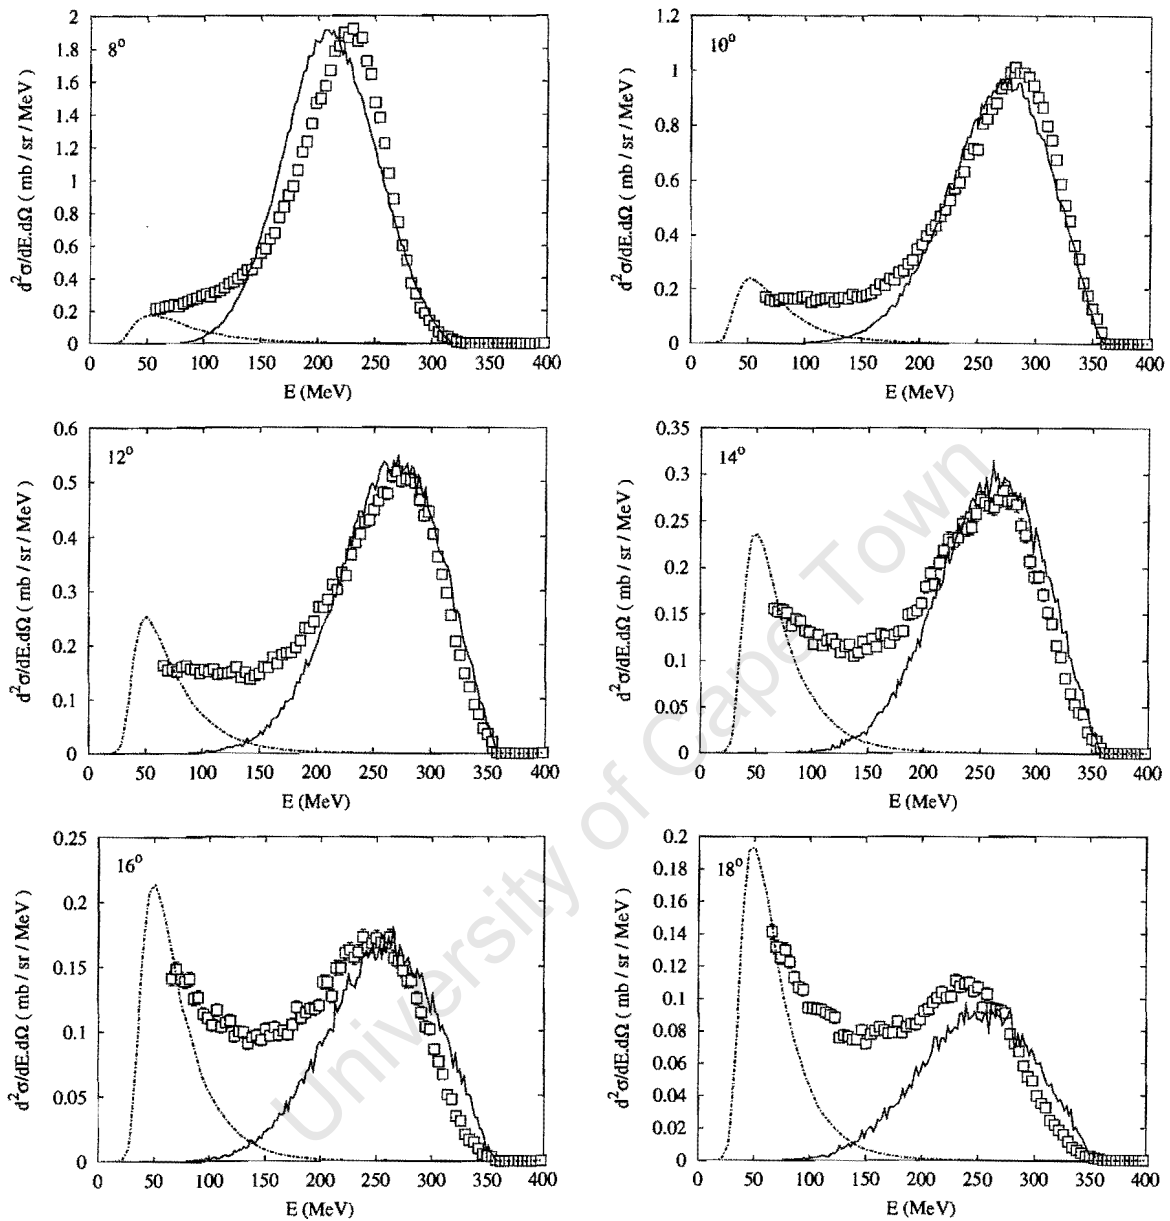 8°
2
1.8
1.6
1.4
1.2
1
0.8
0.6
0.4
0.2
0
0 50 100 150 200 250 300 350 400
E (MeV)
d²σ/dE.dΩ ( mb / sr / MeV )
10°
1.2
1
0.8
0.6
0.4
0.2
0
0 50 100 150 200 250 300 350 400
E (MeV)
d²σ/dE.dΩ ( mb / sr / MeV )
12°
0.6
0.5
0.4
0.3
0.2
0.1
0
0 50 100 150 200 250 300 350 400
E (MeV)
d²σ/dE.dΩ ( mb / sr / MeV )
14°
0.35
0.3
0.25
0.2
0.15
0.1
0.05
0
0 50 100 150 200 250 300 350 400
E (MeV)
d²σ/dE.dΩ ( mb / sr / MeV )
16°
0.25
0.2
0.15
0.1
0.05
0
0 50 100 150 200 250 300 350 400
E (MeV)
d²σ/dE.dΩ ( mb / sr / MeV )
18°
0.2
0.18
0.16
0.14
0.12
0.1
0.08
0.06
0.04
0.02
0
0 50 100 150 200 250 300 350 400
E (MeV)
d²σ/dE.dΩ ( mb / sr / MeV )
University of Cape Town